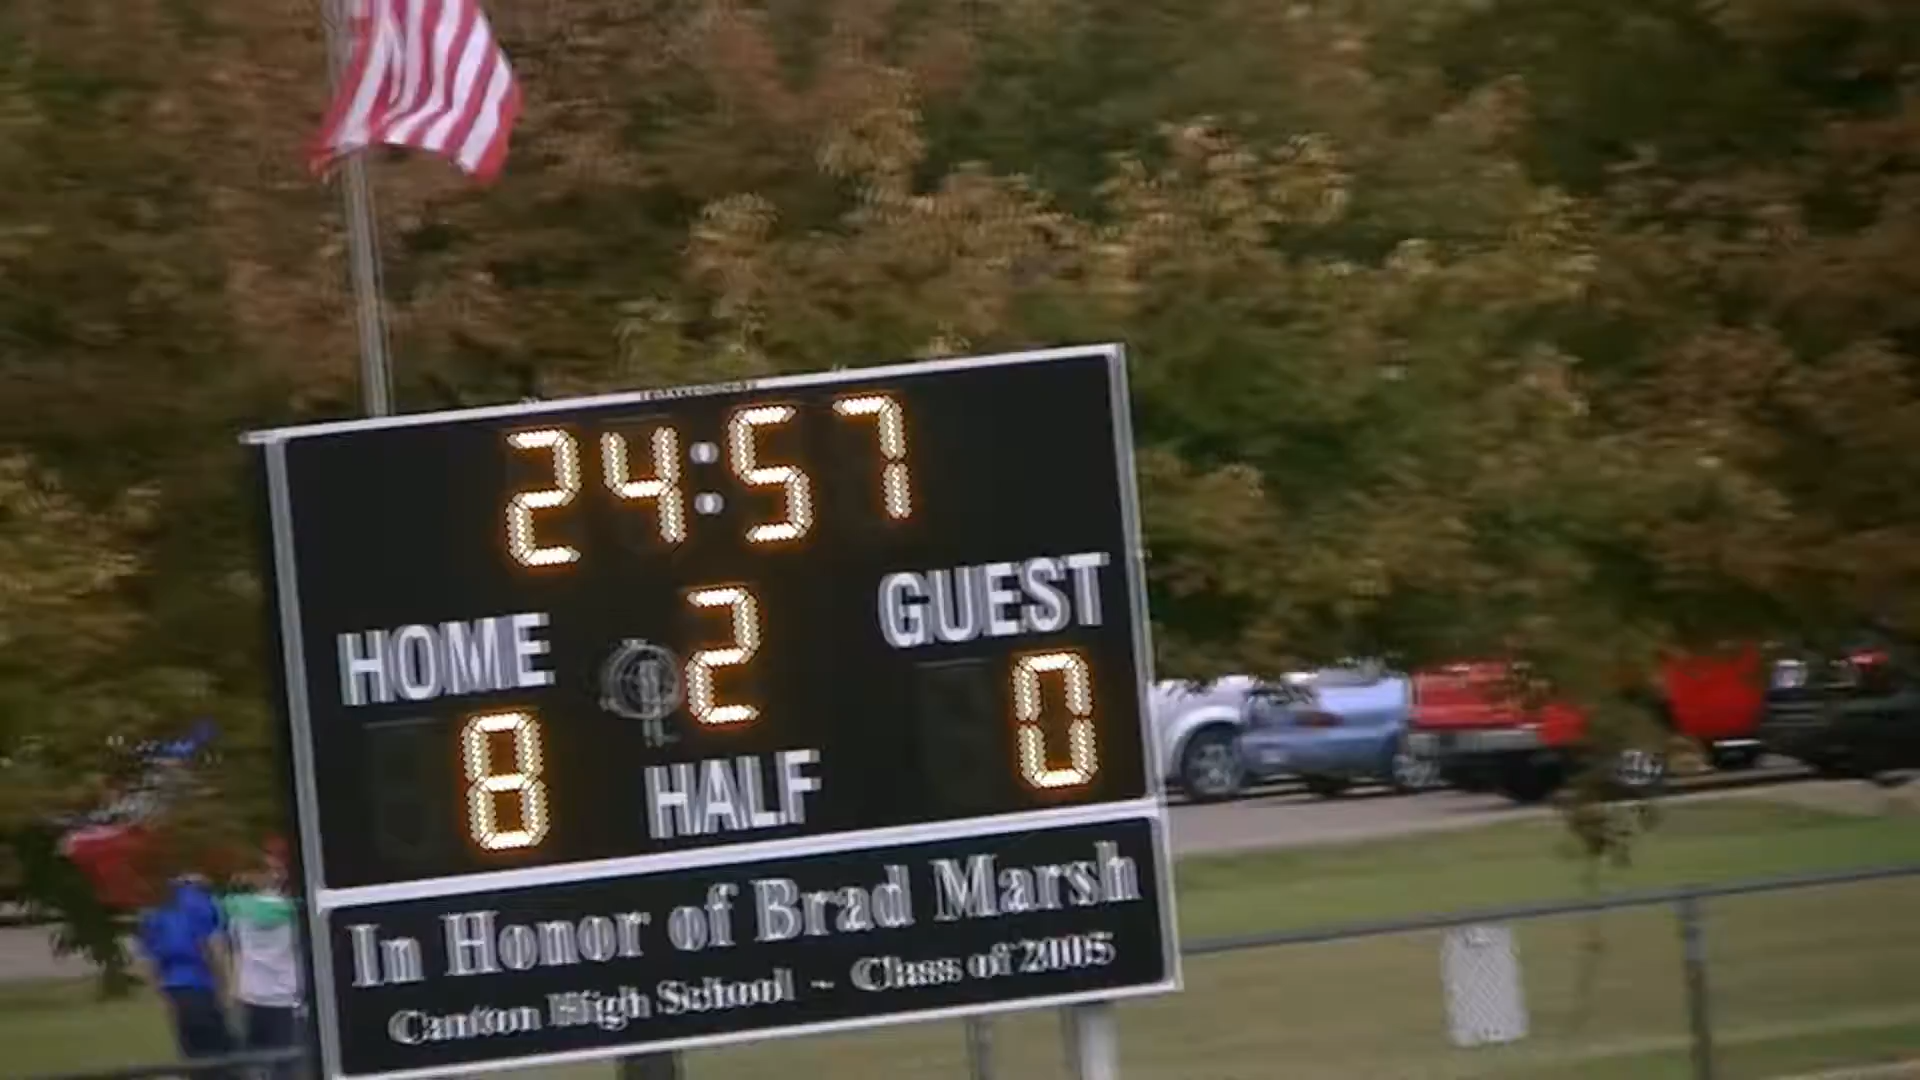 24:57
HOME 2 GUEST
8 HALF 0
In Honor of Brad Marsh
Canton High School ~ Class of 2005